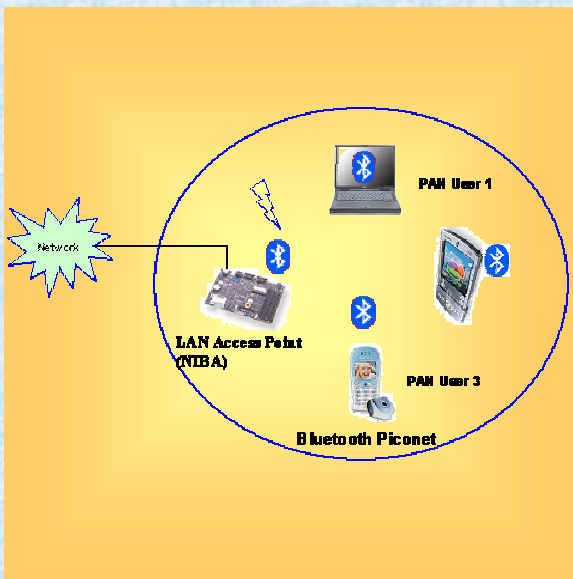 PAN User 1
Network
LAN Access Point
(NIBA)
PAN User 3
Bluetooth Piconet